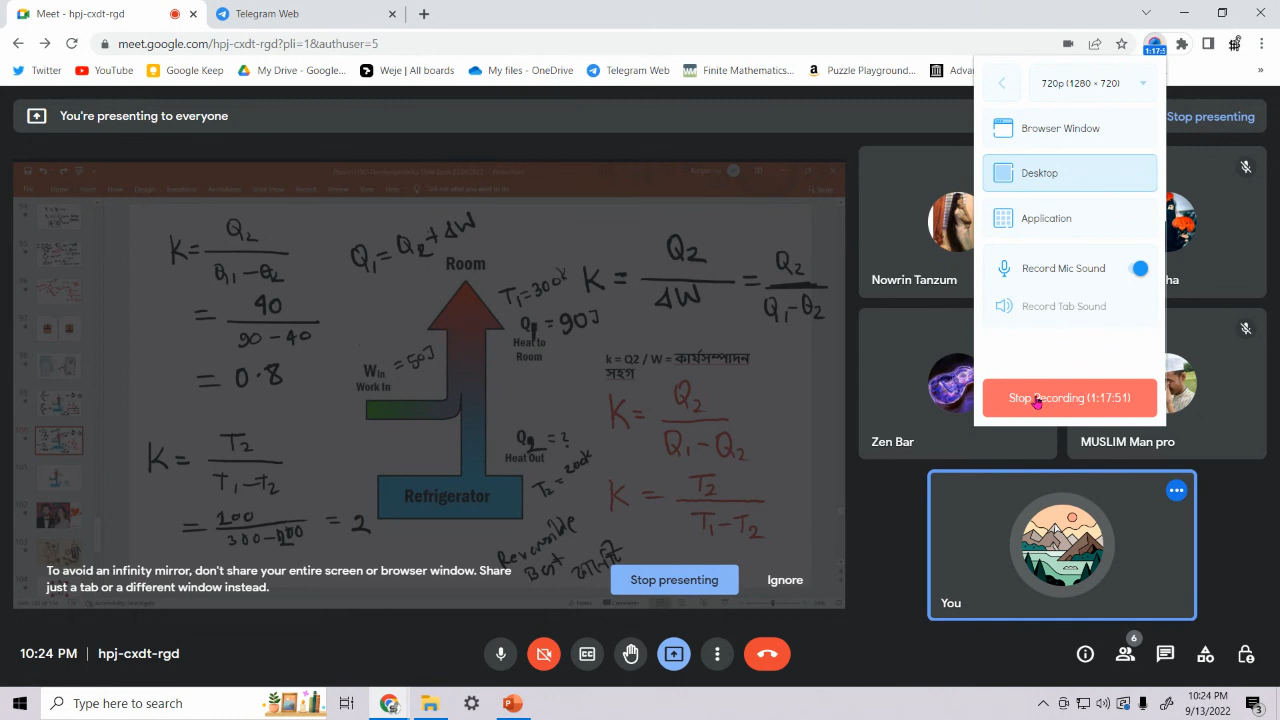 Meet - hpj-cxdt-rgd
Telegram Web
meet.google.com/hpj-cxdt-rgd?pli=1&authuser=5
1:17:5
Twitter
YouTube
Google Keep
My Drive - Google...
Weje | AI-boards...
My files - OneDrive
Telegram Web
Finite Mathematics...
Puzzle Playground...
You're presenting to everyone
Stop presenting
720p (1280 × 720)
Browser Window
Desktop
Application
Record Mic Sound
Record Tab Sound
Stop Recording (1:17:51)
K = Q2 / Q1-Q2
= 40 / 90-40
= 0.8
K = T2 / T1-T2
= 200 / 300-200 = 2
Q1 = Q2 + ΔW
Room
T1=300k
= 90J
Heat to
Room
Win = 50J
Work In
Q2 = ?
Heat Out
T2 = 200k
Refrigerator
Reversible
Best
K = Q2 / ΔW = Q2 / Q1-Q2
k = Q2 / W = কার্যসম্পাদন
সহগ
K = Q2 / Q1-Q2
K = T2 / T1-T2
To avoid an infinity mirror, don't share your entire screen or browser window. Share
just a tab or a different window instead.
Stop presenting
Ignore
Nowrin Tanzum
ha
Zen Bar
MUSLIM Man pro
You
10:24 PM | hpj-cxdt-rgd
6
Type here to search
10:24 PM
9/13/2022
3